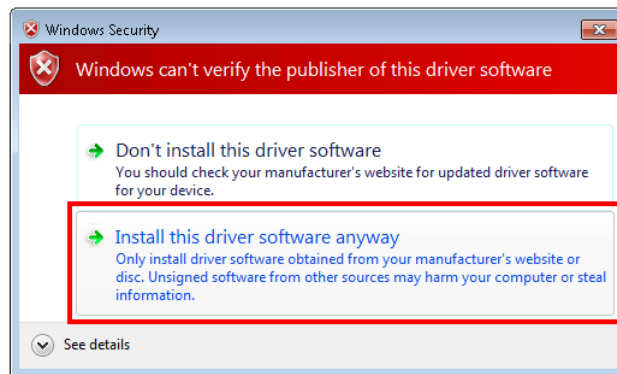 Windows Security
Windows can't verify the publisher of this driver software
Don't install this driver software
You should check your manufacturer's website for updated driver software
for your device.
Install this driver software anyway
Only install driver software obtained from your manufacturer's website or
disc. Unsigned software from other sources may harm your computer or steal
information.
See details